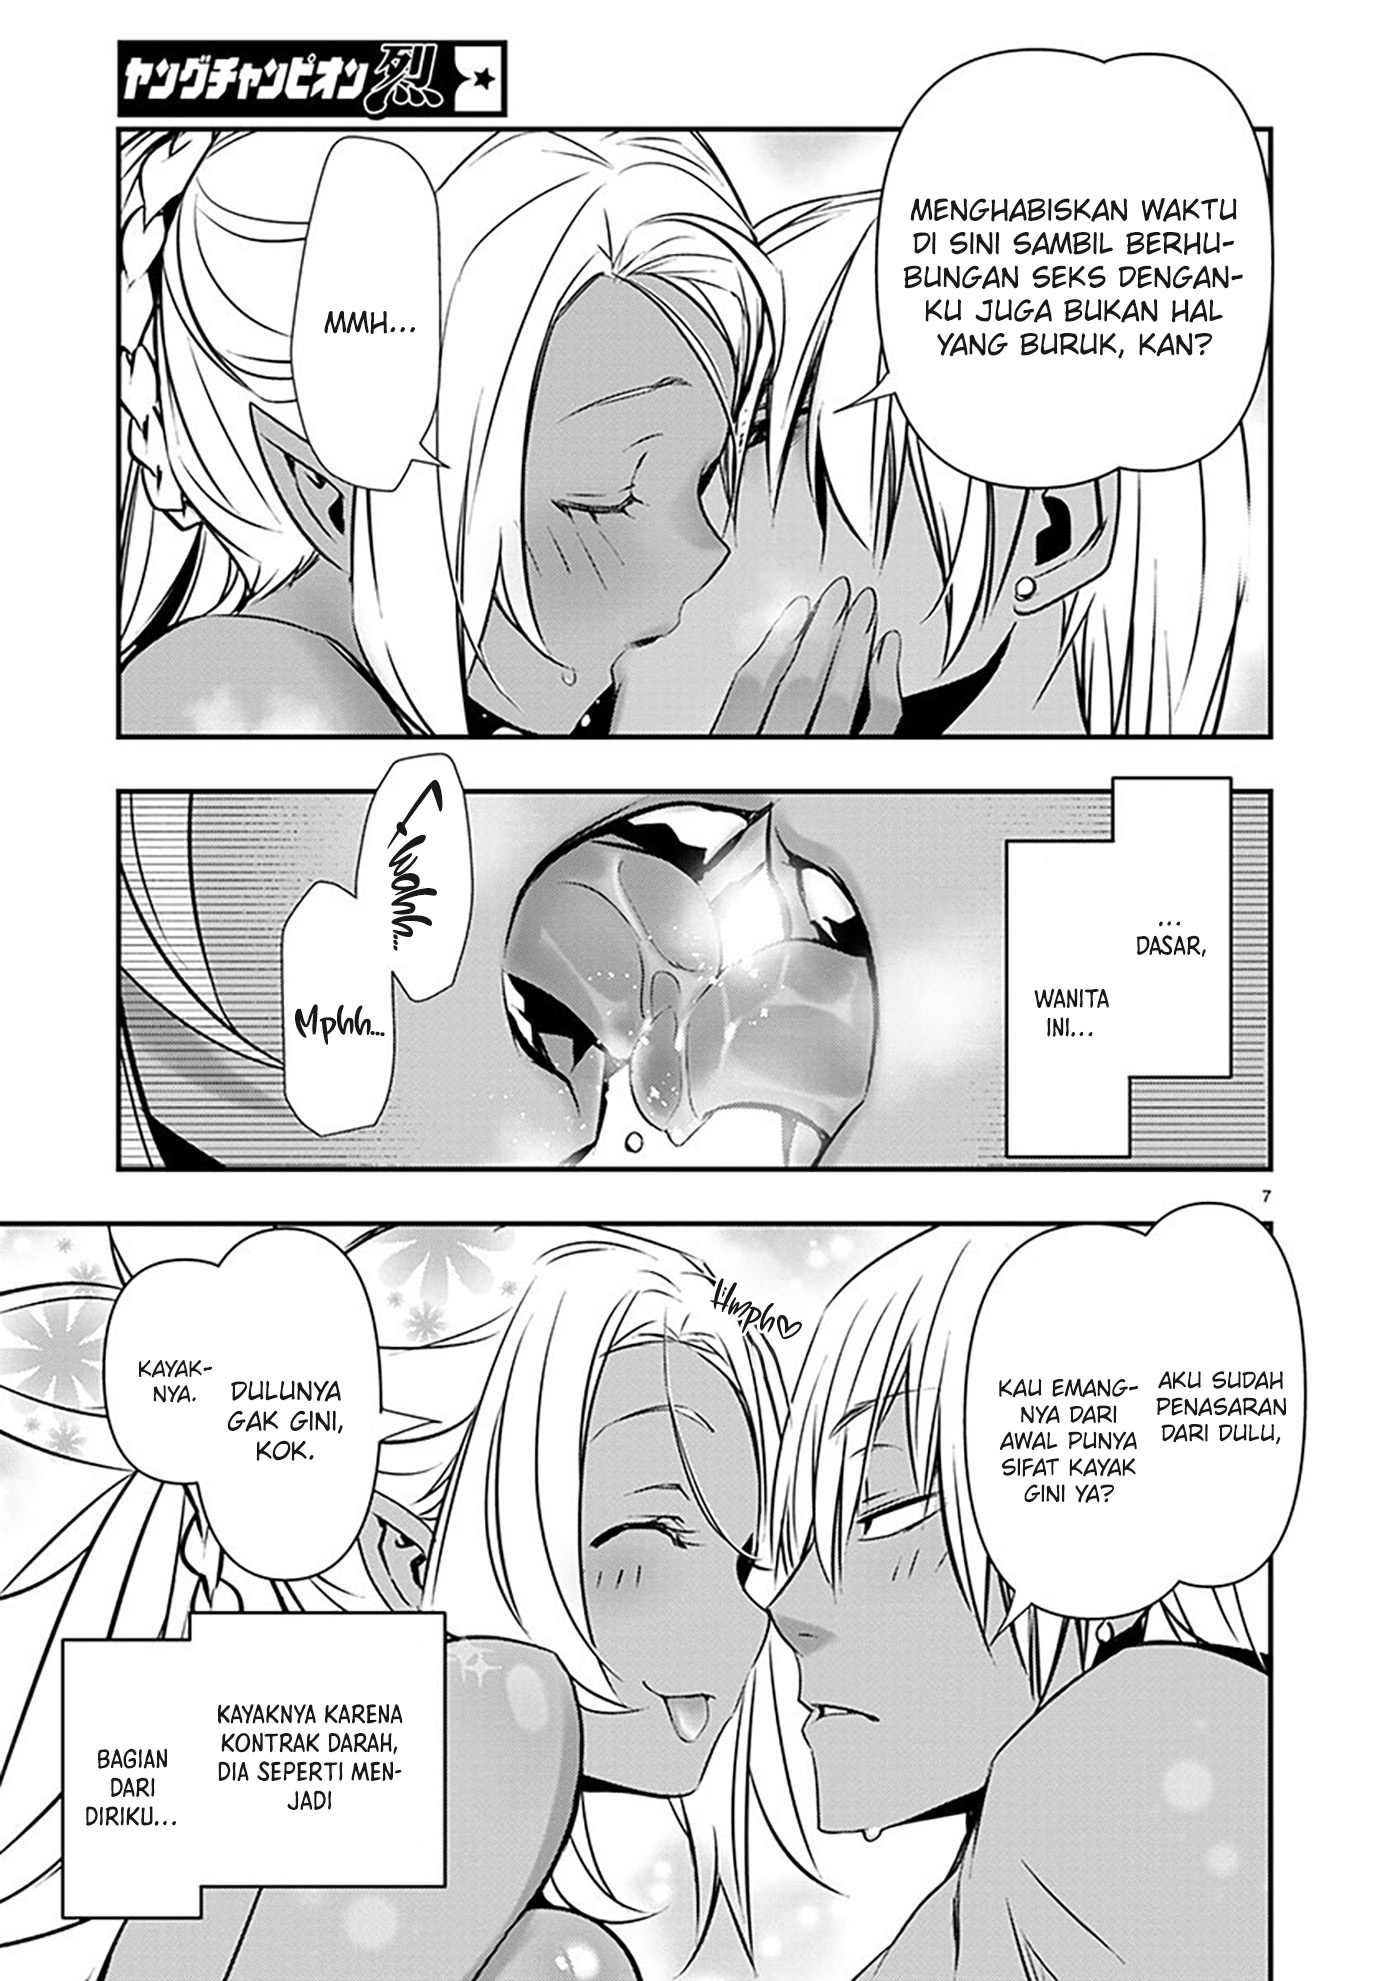 ヤングチャンピオン烈
MENGHABISKAN WAKTU
DI SINI SAMBIL BERHU-
BUNGAN SEKS DENGAN-
KU JUGA BUKAN HAL
YANG BURUK, KAN?
MMH...
...
DASAR,
WANITA
INI...
Fwahh...
Mphh...
7
AKU SUDAH
PENASARAN
DARI DULU,
KAU EMANG-
NYA DARI
AWAL PUNYA
SIFAT KAYAK
GINI YA?
Hmph♡
DULUNYA
GAK GINI,
KOK.
KAYAK-
NYA.
KAYAKNYA KARENA
KONTRAK DARAH,
DIA SEPERTI MEN-
JADI
BAGIAN
DARI
DIRIKU...